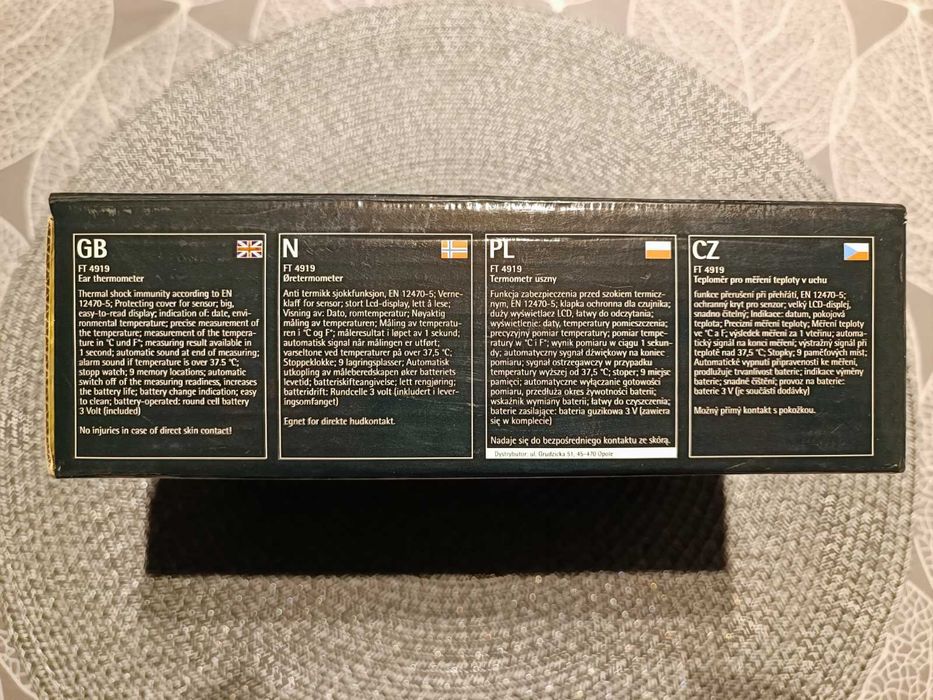 GB
FT 4919
Ear thermometer
Thermal shock immunity according to EN
12470-5; Protecting cover for sensor; big,
easy-to-read display; indication of: date, envi-
ronmental temperature; precise measurement of
the temperature; measurement of the tempera-
ture in °C und F°; measuring result available in
1 second; automatic sound at end of measuring;
alarm sound if temperature is over 37,5 °C;
stopp watch; 9 memory locations; automatic
switch off of the measuring readiness, increases
the battery life; battery change indication; easy
to clean; battery-operated: round cell battery
3 Volt (included)
No injuries in case of direct skin contact!
N
FT 4919
Øretermometer
Anti termikk sjokkfunksjon, EN 12470-5; Verne-
klaff for sensor; stort Lcd-display, lett å lese;
Visning av: Dato, romtemperatur; Nøyaktig
måling av temperaturen; Måling av temperatu-
ren i °C og F°; måleresultat i løpet av 1 sekund;
automatisk signal når målingen er utført;
varseltone ved temperaturer på over 37,5 °C;
Stoppeklokke; 9 lagringsplasser; Automatisk
utkopling av måleberedskapen øker batteriets
levetid; batteriskifteangivelse; lett rengjøring;
batteridrift: Rundcelle 3 volt (inkludert i lever-
ingsomfanget)
Egnet for direkte hudkontakt.
PL
FT 4919
Termometr uszny
Funkcja zabezpieczenia przed szokiem termicz-
nym, EN 12470-5; klapka ochronna dla czujnika;
duży wyświetlacz LCD, łatwy do odczytania;
wyświetlenie: daty, temperatury pomieszczenia;
precyzyjny pomiar temperatury; pomiar tempe-
ratury w °C i F°; wynik pomiaru w ciągu 1 sekun-
dy; automatyczny sygnał dźwiękowy na koniec
pomiaru; sygnał ostrzegawczy w przypadku
temperatury wyższej od 37,5 °C; stoper; 9 miejsc
pamięci; automatyczne wyłączanie gotowości
pomiaru, przedłuża okres żywotności baterii;
wskaźnik wymiany baterii; łatwy do czyszczenia;
baterie zasilające: bateria guzikowa 3 V (zawiera
się w komplecie)
Nadaje się do bezpośredniego kontaktu ze skórą.
Dystrybutor: ul. Grudzicka 51, 45-470 Opole
CZ
FT 4919
Teploměr pro měření teploty v uchu
funkce přerušení při přehřátí, EN 12470-5;
ochranný kryt pro senzor; velký LCD-displej,
snadno čitelný; Indikace: datum, pokojová
teplota; Precizní měření teploty; Měření teploty
ve °C a F; výsledek měření za 1 vteřinu; automa-
tický signál na konci měření; výstražný signál při
teplotě nad 37,5 °C; Stopky; 9 paměťových míst;
Automatické vypnutí připravenosti ke měření,
prodlužuje trvanlivost baterie; indikace výměny
baterie; snadné čištění; provoz na baterie:
baterie 3 V (je součástí dodávky)
Možný přímý kontakt s pokožkou.